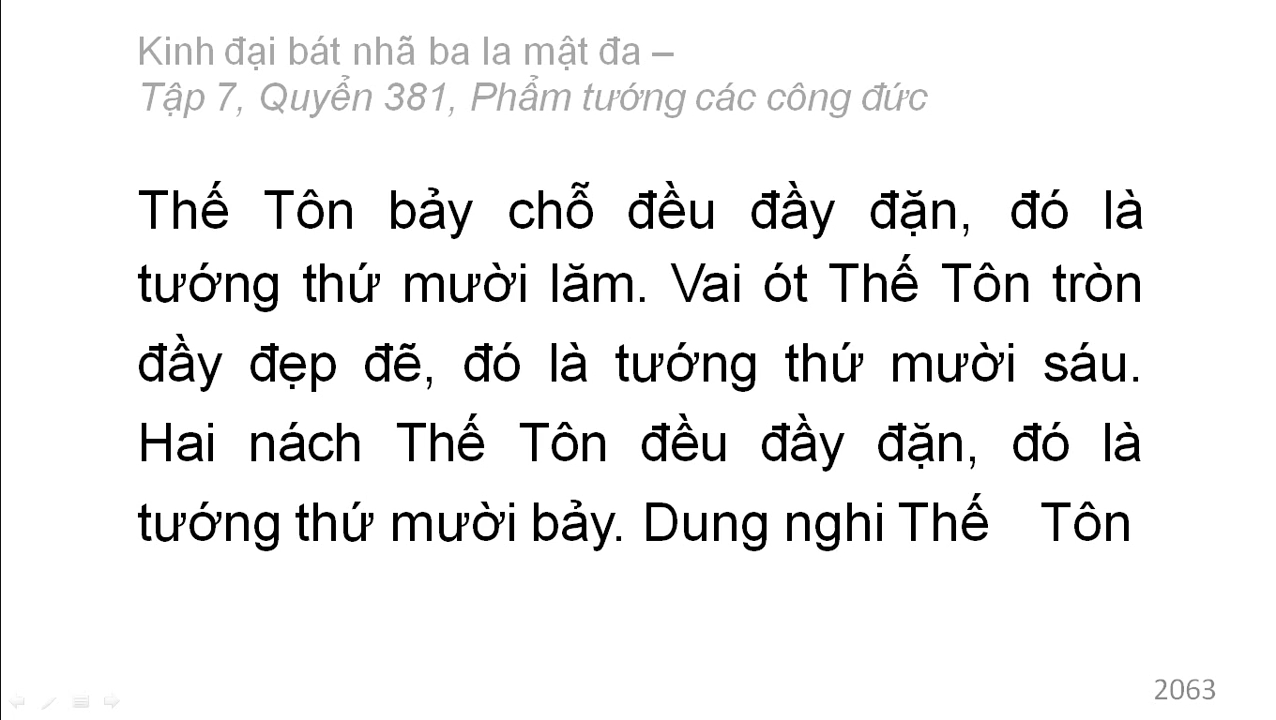 Kinh đại bát nhã ba la mật đa –
Tập 7, Quyển 381, Phẩm tướng các công đức
Thế Tôn bảy chỗ đều đầy đặn, đó là
tướng thứ mười lăm. Vai ót Thế Tôn tròn
đầy đẹp đẽ, đó là tướng thứ mười sáu.
Hai nách Thế Tôn đều đầy đặn, đó là
tướng thứ mười bảy. Dung nghi Thế Tôn
2063